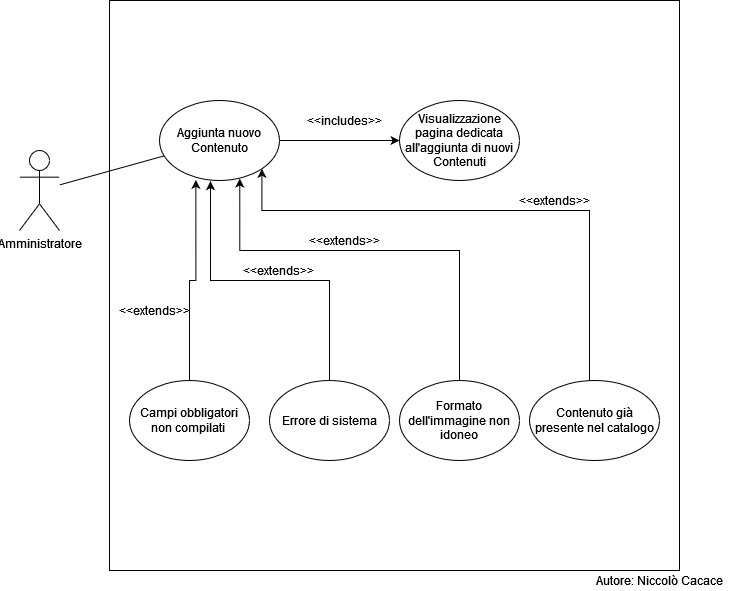 Aggiunta nuovo
Contenuto
<<includes>>
Visualizzazione
pagina dedicata
all'aggiunta di nuovi
Contenuti
Amministratore
<<extends>>
<<extends>>
<<extends>>
<<extends>>
Campi obbligatori
non compilati
Errore di sistema
Formato
dell'immagine non
idoneo
Contenuto già
presente nel catalogo
Autore: Niccolò Cacace